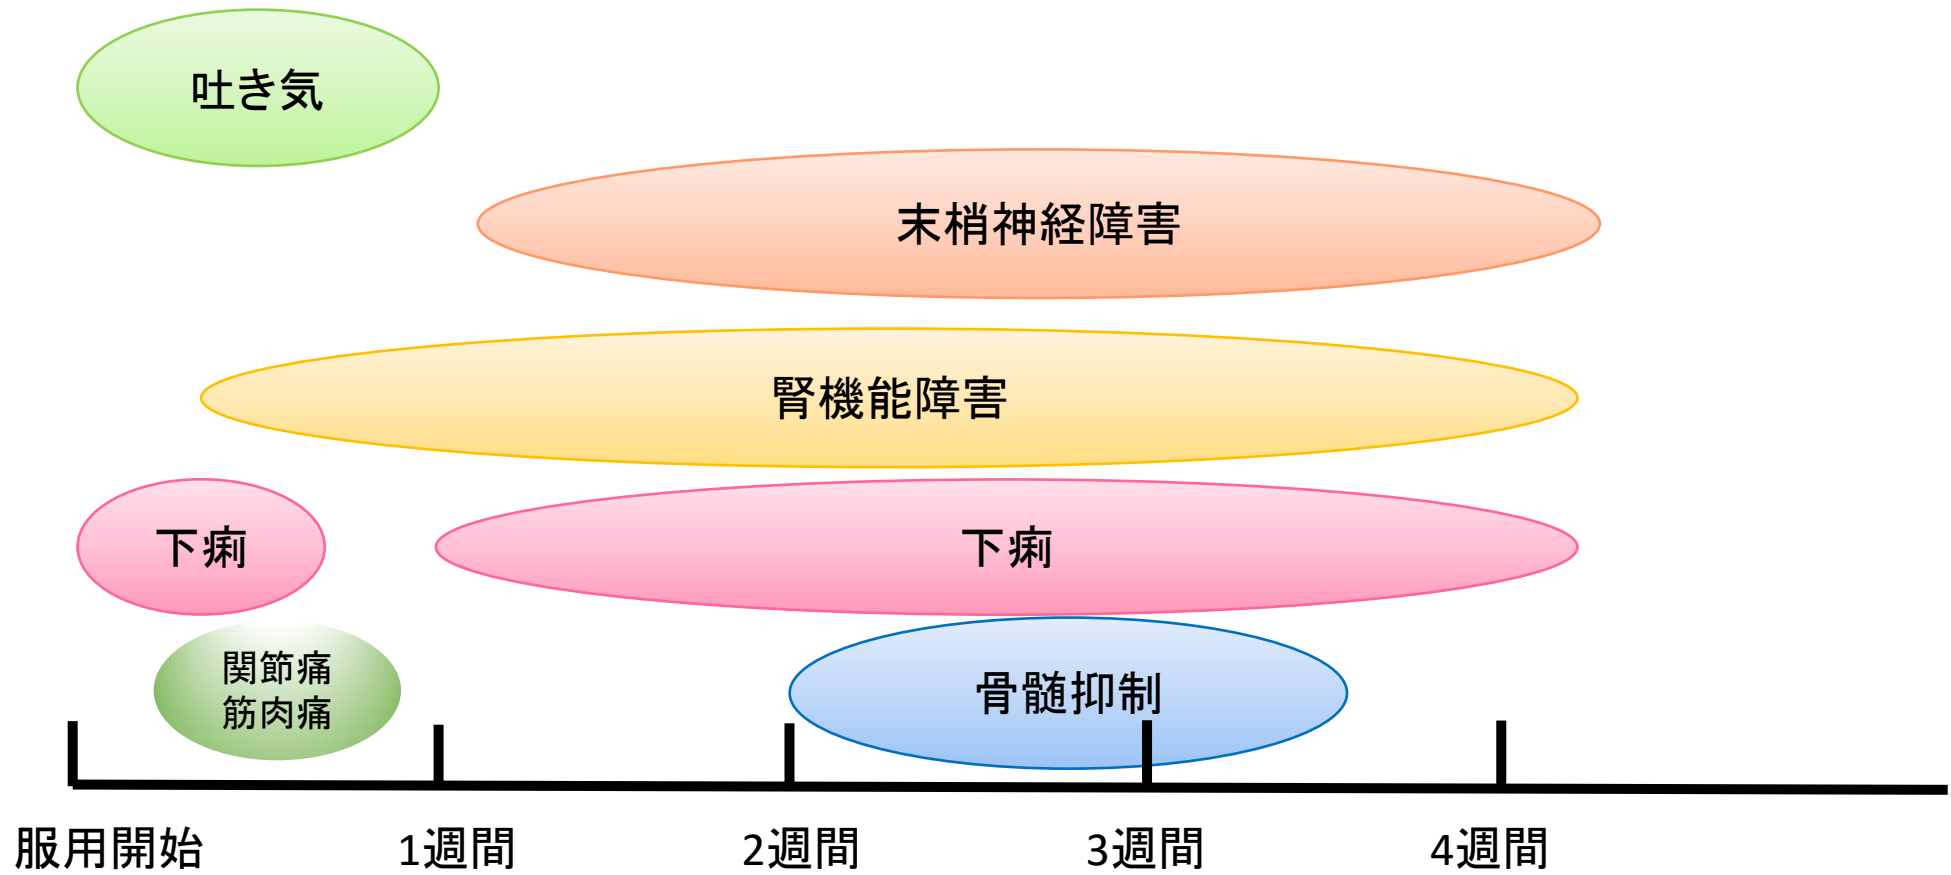 吐き気
末梢神経障害
腎機能障害
下痢
下痢
関節痛
筋肉痛
骨髄抑制
服用開始
1週間
2週間
3週間
4週間